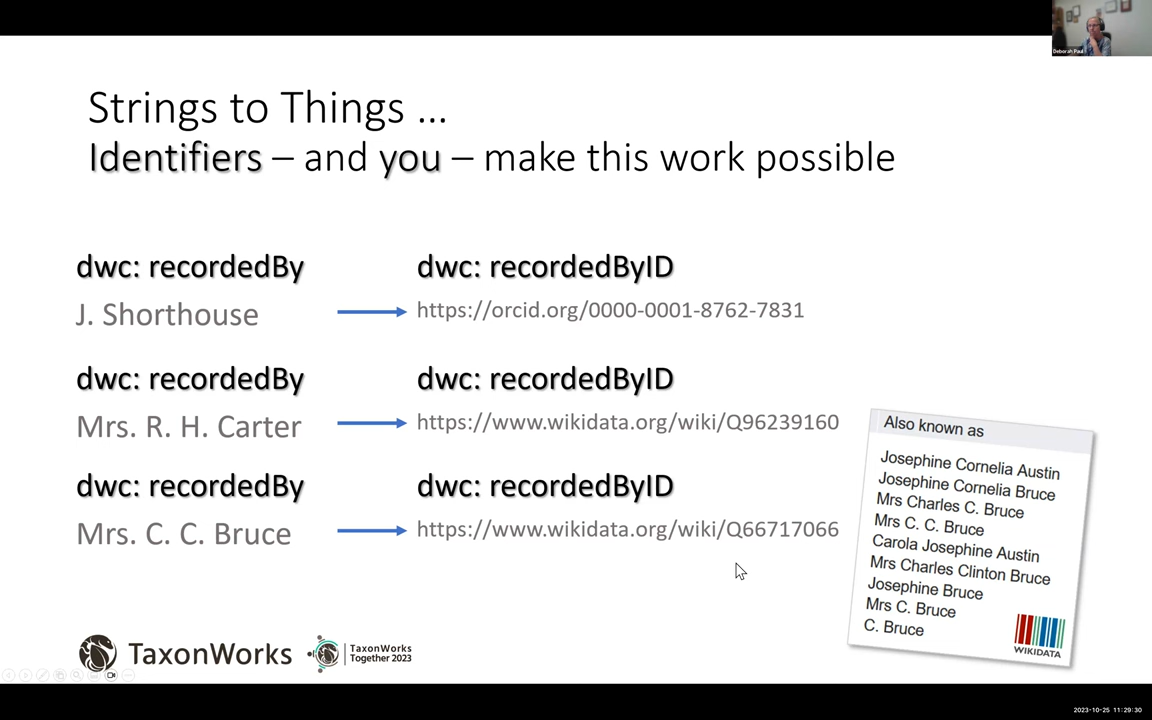 Deborah Paul
Strings to Things ...
Identifiers – and you – make this work possible
dwc: recordedBy
dwc: recordedByID
J. Shorthouse
https://orcid.org/0000-0001-8762-7831
dwc: recordedBy
dwc: recordedByID
Mrs. R. H. Carter
https://www.wikidata.org/wiki/Q96239160
dwc: recordedBy
dwc: recordedByID
Mrs. C. C. Bruce
https://www.wikidata.org/wiki/Q66717066
Also known as
Josephine Cornelia Austin
Josephine Cornelia Bruce
Mrs Charles C. Bruce
Mrs C. C. Bruce
Carola Josephine Austin
Mrs Charles Clinton Bruce
Josephine Bruce
Mrs C. Bruce
C. Bruce
WIKIDATA
TaxonWorks
TaxonWorks
Together 2023
2023-10-25 11:29:30